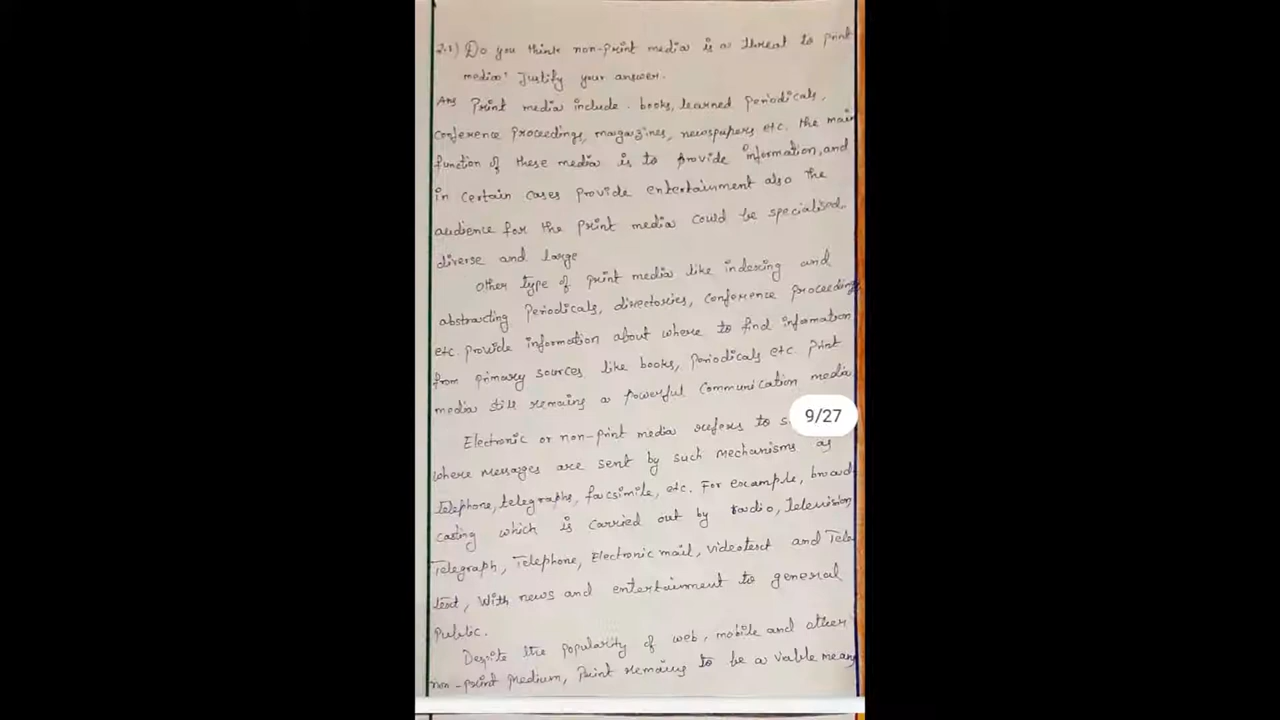 2.1) Do you think non-print media is a threat to print
media? Justify your answer.
Ans Print media include. books, learned Periodicals,
conference proceedings, magazines, newspapers etc. the main
function of these media is to provide information, and
in certain cases provide entertainment also the
audience for the print media could be specialised.
diverse and large
Other type of print media like indexing and
abstracting Periodicals, directories, conference proceeding
etc. provide information about where to find infomation
from primary sources like books, periodicals etc. print
media still remains a powerful communication media
Electronic or non-print media refers to
where messages are sent by such mechanisms as
telephone, telegraphs, facsimile, etc. For example, broad
casting which is carried out by radio, Television
Telegraph, Telephone, Electronic mail, videotext and Tele
text, With news and entertainment to general
public.
Despite the popularity of web, mobile and other
non-print medium, Print remains to be a viable means
9/27